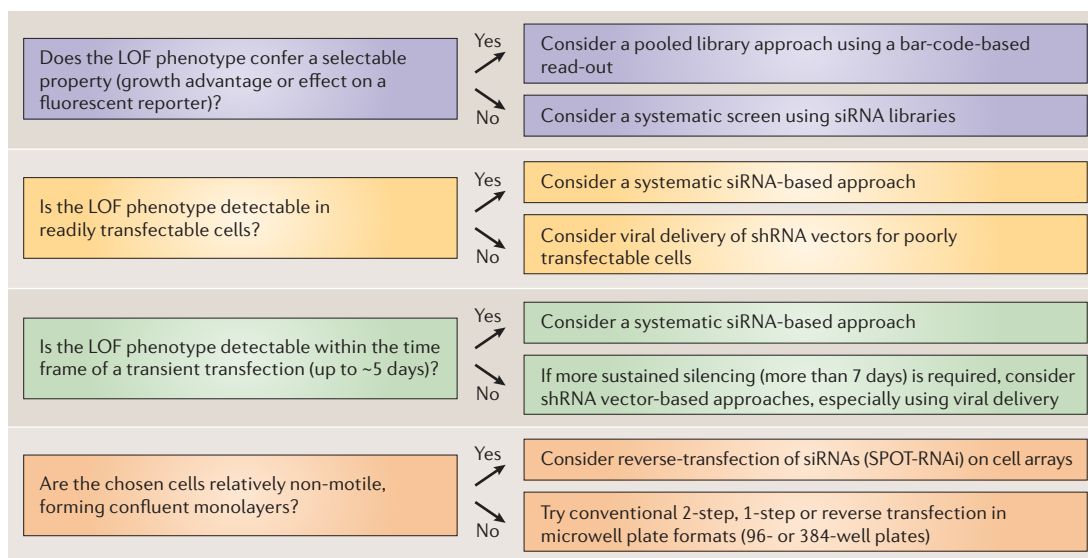 Does the LOF phenotype confer a selectable
property (growth advantage or effect on a
fluorescent reporter)?
Yes
No
Consider a pooled library approach using a bar-code-based
read-out
Consider a systematic screen using siRNA libraries
Is the LOF phenotype detectable in
readily transfectable cells?
Yes
No
Consider a systematic siRNA-based approach
Consider viral delivery of shRNA vectors for poorly
transfectable cells
Is the LOF phenotype detectable within the time
frame of a transient transfection (up to ~5 days)?
Yes
No
Consider a systematic siRNA-based approach
If more sustained silencing (more than 7 days) is required, consider
shRNA vector-based approaches, especially using viral delivery
Are the chosen cells relatively non-motile,
forming confluent monolayers?
Yes
No
Consider reverse-transfection of siRNAs (SPOT-RNAi) on cell arrays
Try conventional 2-step, 1-step or reverse transfection in
microwell plate formats (96- or 384-well plates)